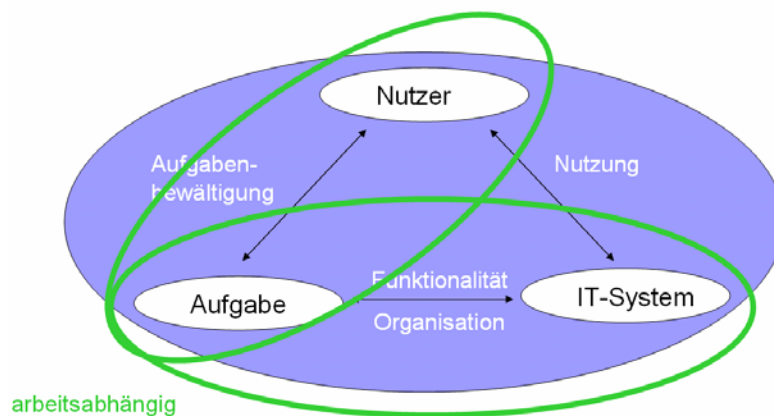 Nutzer
Aufgaben-
bewältigung
Nutzung
Funktionalität
Aufgabe
IT-System
Organisation
arbeitsabhängig